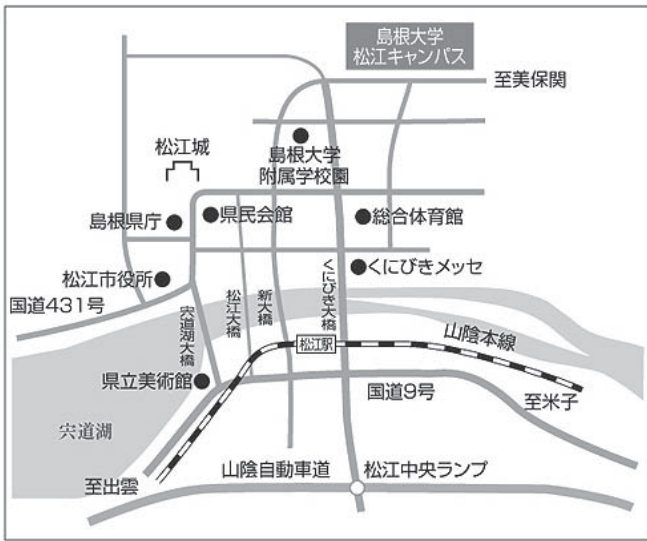 島根大学
松江キャンパス
至美保関
松江城
島根大学
附属学校園
島根県庁
県民会館
総合体育館
松江市役所
くにびきメッセ
国道431号
宍道湖大橋
松江大橋
新大橋
くにびき大橋
松江駅
山陰本線
県立美術館
国道9号
至米子
宍道湖
至出雲
山陰自動車道
松江中央ランプ